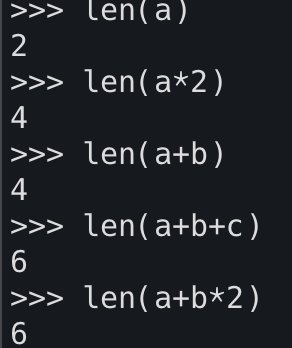 >>> len(a)
2
>>> len(a*2)
4
>>> len(a+b)
4
>>> len(a+b+c)
6
>>> len(a+b*2)
6